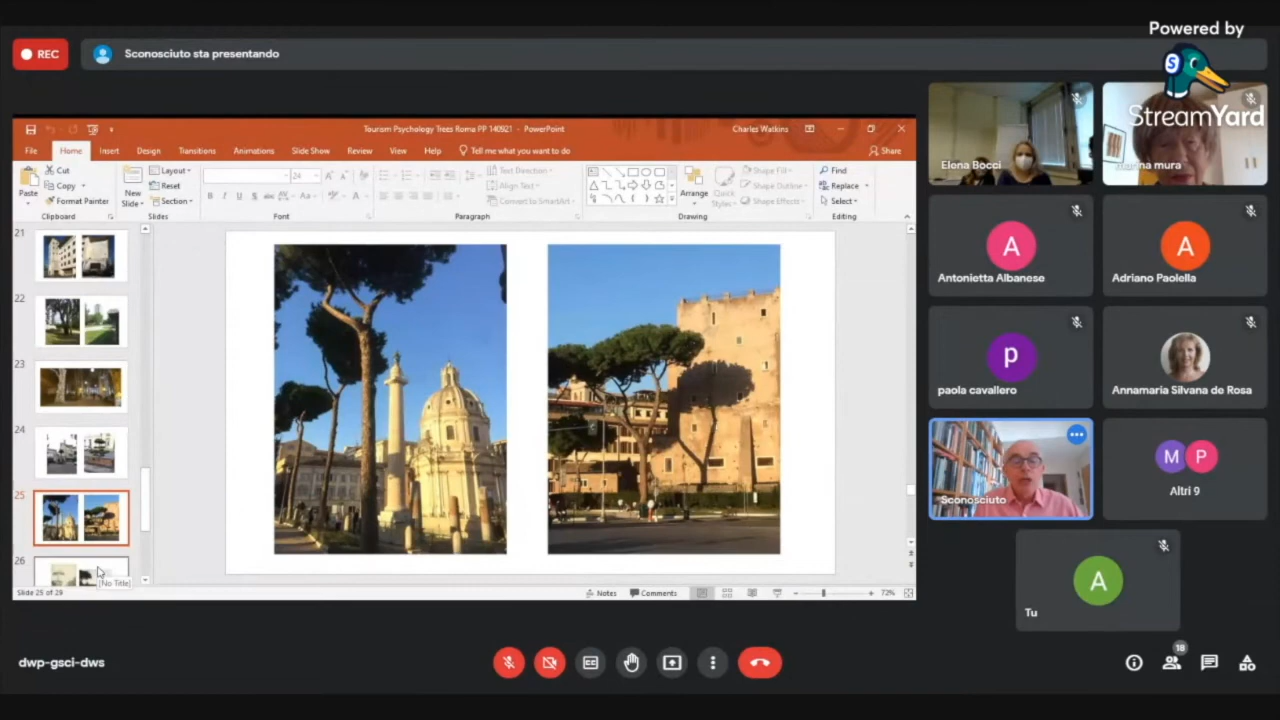 Powered by
StreamYard
REC
Sconosciuto sta presentando
Tourism Psychology Trees Roma PP 140921 - PowerPoint
Charles Watkins
File Home Insert Design Transitions Animations Slide Show Review View Help Tell me what you want to do Share
Paste
Cut
Copy
Format Painter
Clipboard
New
Slide
Layout
Reset
Section
Slides
24
Font
Text Direction
Align Text
Convert to SmartArt
Paragraph
Arrange
Quick
Styles
Shape Fill
Shape Outline
Shape Effects
Drawing
Find
Replace
Select
Editing
21
22
23
24
25
26
[No Title]
Slide 25 of 29
Notes
Comments
72%
Elena Bocci
mura
A
Antonietta Albanese
A
Adriano Paolella
p
paola cavallero
Annamaria Silvana de Rosa
Sconosciuto
M P
Altri 9
A
Tu
dwp-gsci-dws
18